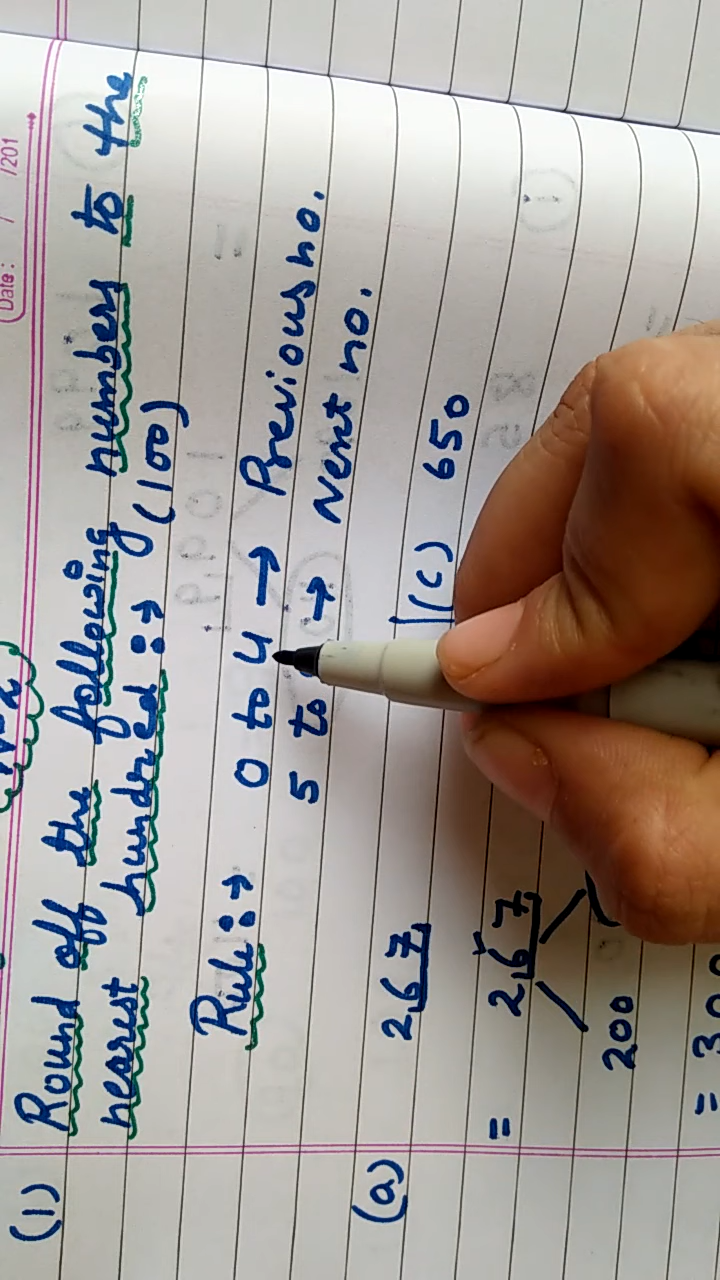 Date: / /201
(1) Round off the following numbers to the
nearest hundred :→ (100)
Rule :→ 0 to 4 → Previous no.
5 to → Next no.
(a) 267
(c) 650
= 267
200
= 300